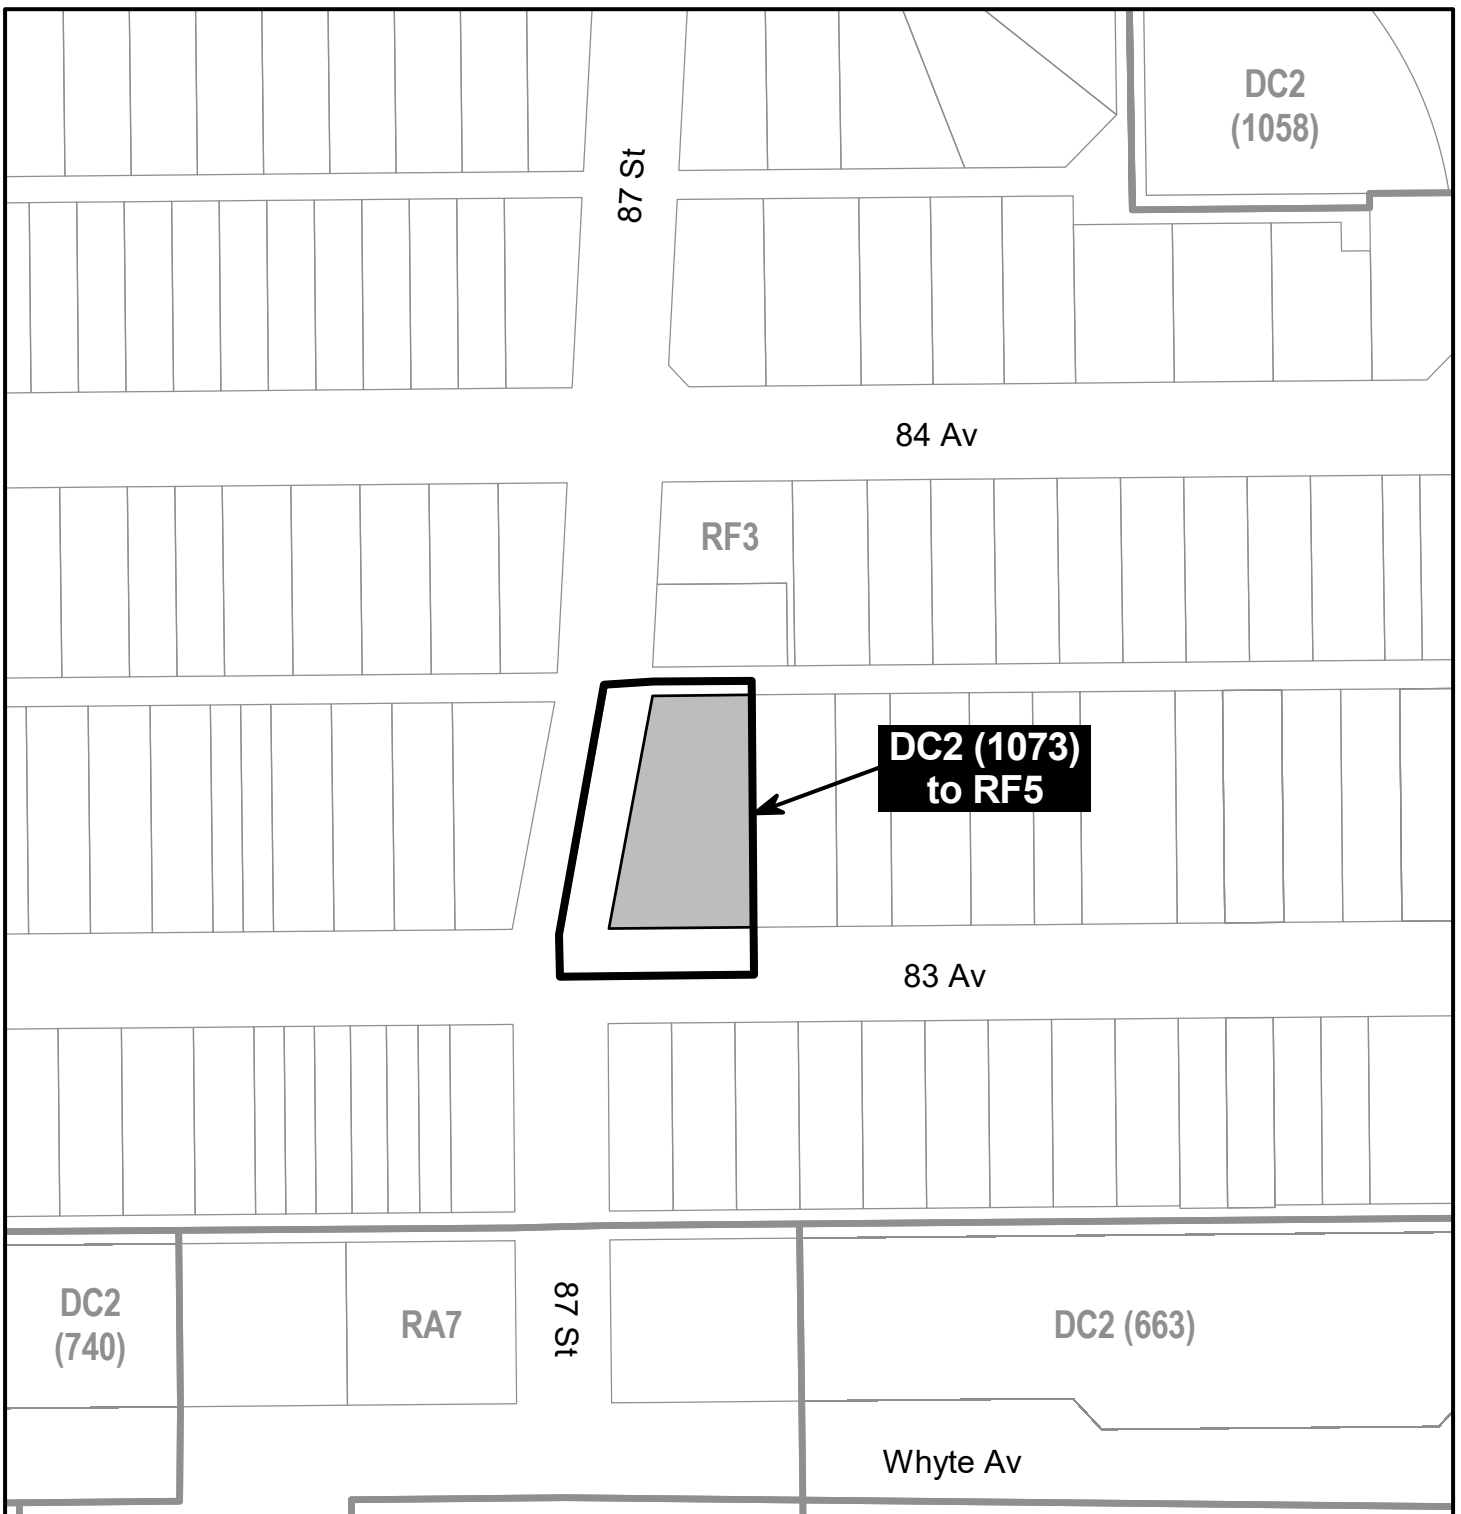 DC2
(1058)
87 St
84 Av
RF3
DC2 (1073)
to RF5
83 Av
DC2
(740)
RA7
87 St
DC2 (663)
Whyte Av